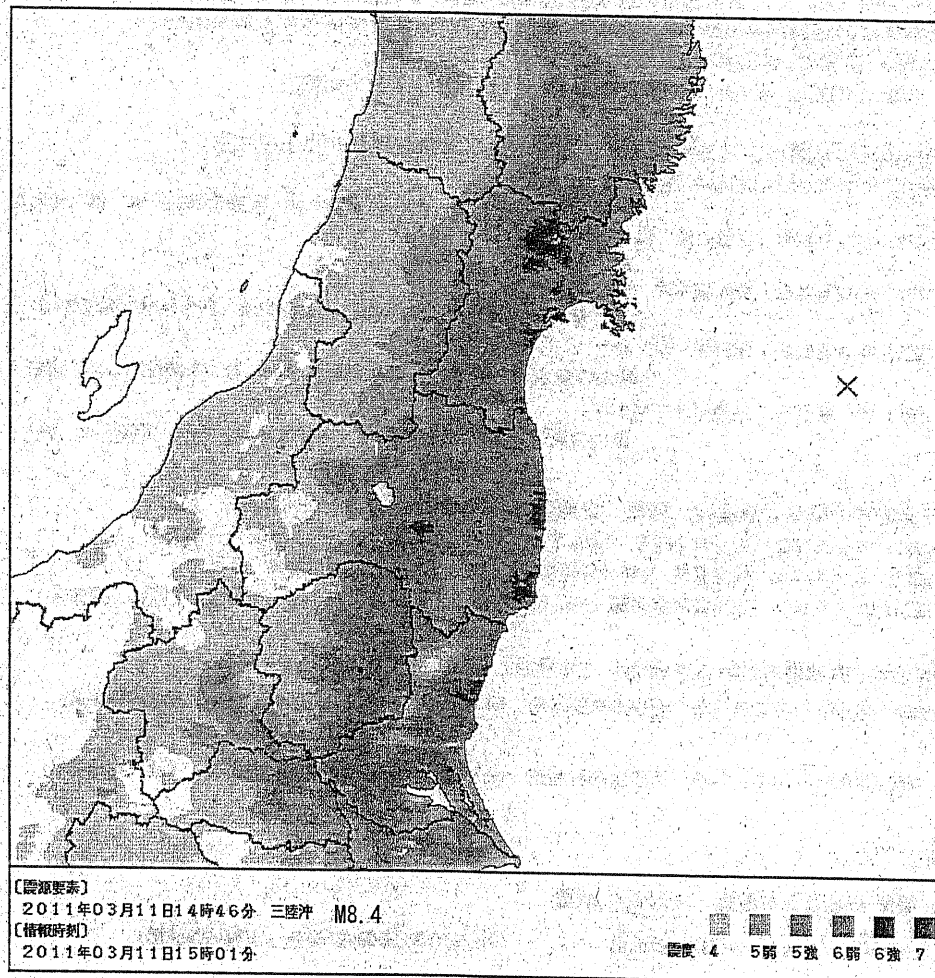 〔震源要素〕
2011年03月11日14時46分 三陸沖 M8.4
〔情報時刻〕
2011年03月11日15時01分
震度 4 5弱 5強 6弱 6強 7